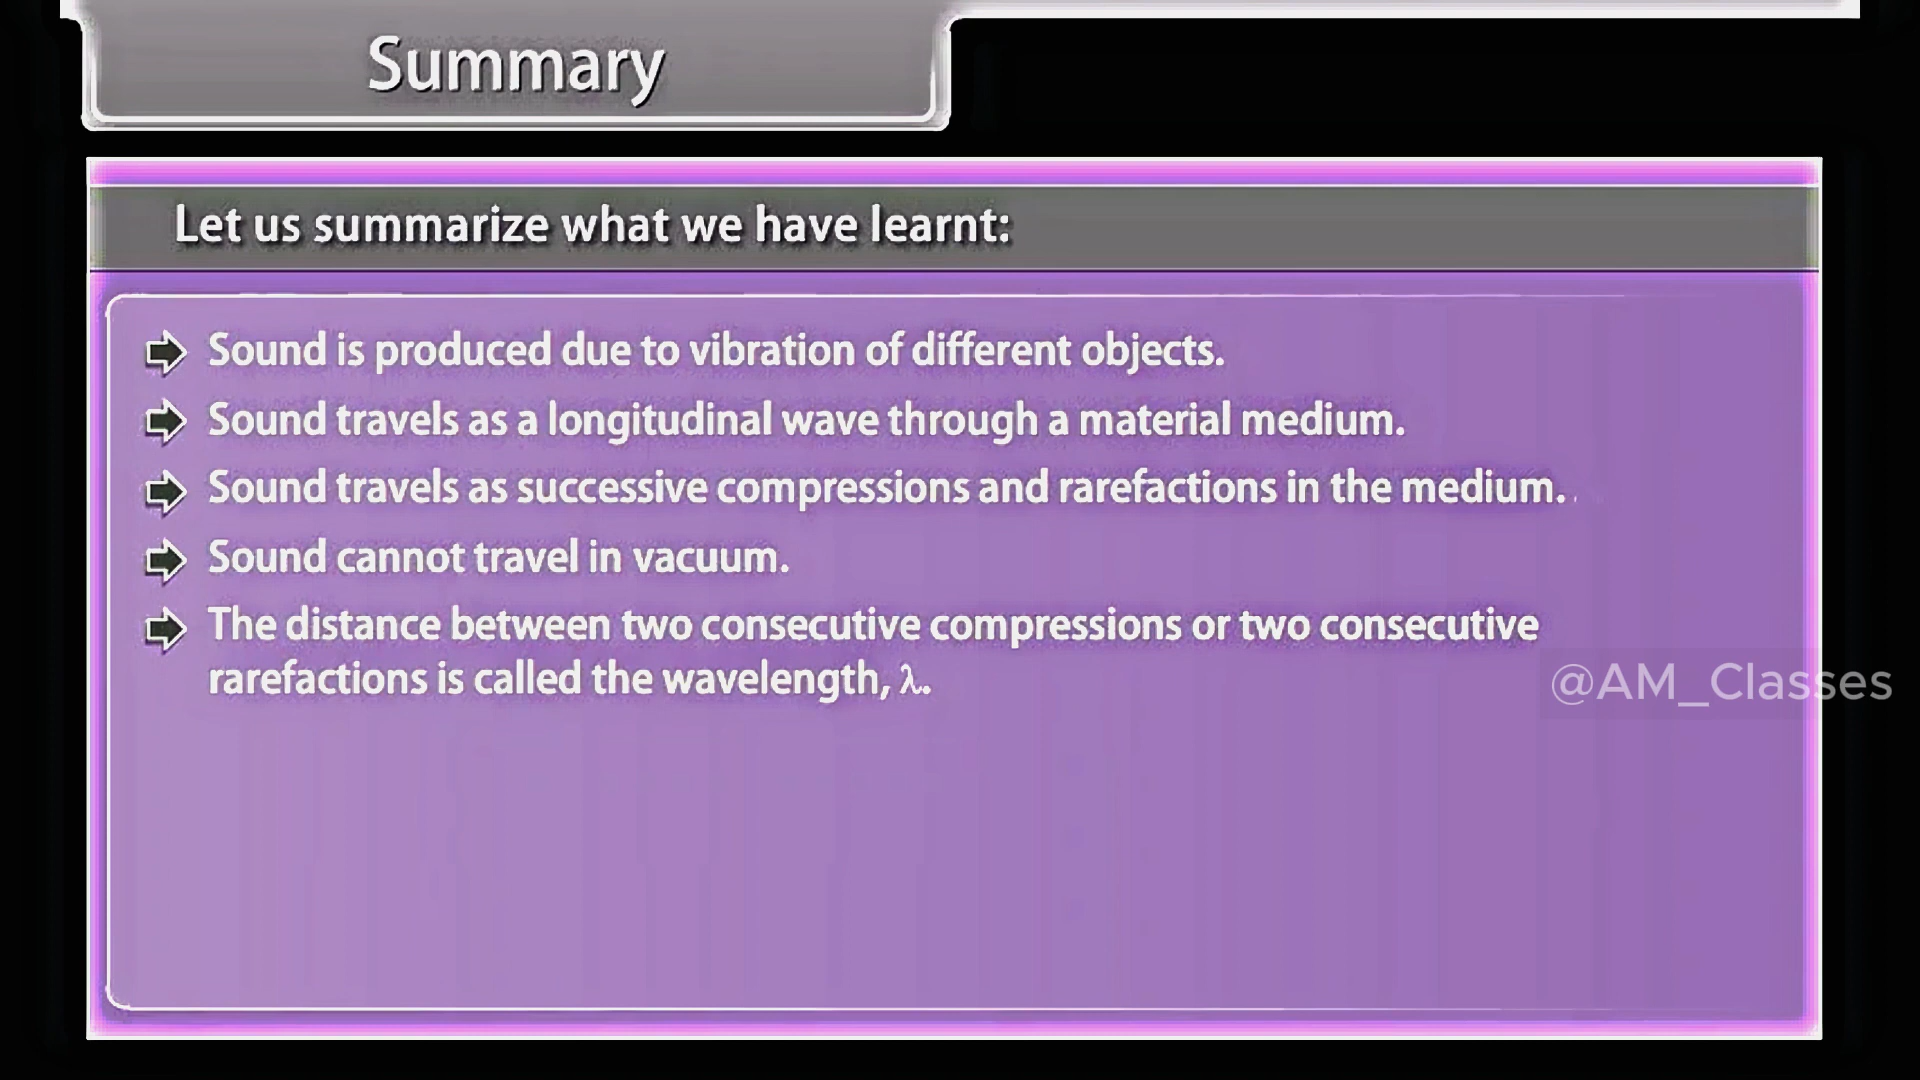 Summary
Let us summarize what we have learnt:
Sound is produced due to vibration of different objects.
Sound travels as a longitudinal wave through a material medium.
Sound travels as successive compressions and rarefactions in the medium.
Sound cannot travel in vacuum.
The distance between two consecutive compressions or two consecutive
rarefactions is called the wavelength, λ.
@AM_Classes